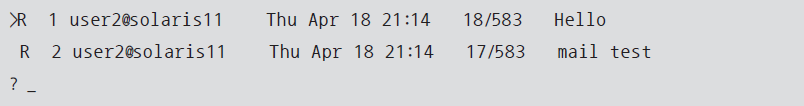 >R  1 user2@solaris11    Thu Apr 18 21:14   18/583   Hello
 R  2 user2@solaris11    Thu Apr 18 21:14   17/583   mail test
? _